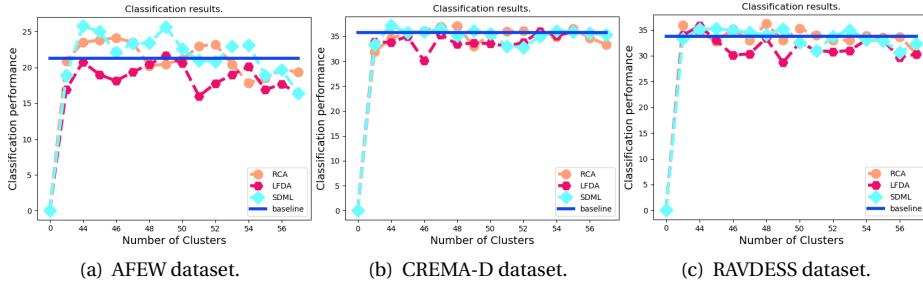 Classification results.
Classification performance
25
20
15
10
5
0
0 44 46 48 50 52 54 56
Number of Clusters
RCA
LFDA
SDML
baseline
(a) AFEW dataset.
Classification results.
Classification performance
35
30
25
20
15
10
5
0
0 44 46 48 50 52 54 56
Number of Clusters
RCA
LFDA
SDML
baseline
(b) CREMA-D dataset.
Classification results.
Classification performance
35
30
25
20
15
10
5
0
0 44 46 48 50 52 54 56
Number of Clusters
RCA
LFDA
SDML
baseline
(c) RAVDESS dataset.